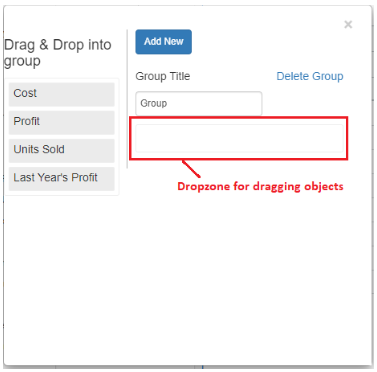 ×
Drag & Drop into
group
Cost
Profit
Units Sold
Last Year's Profit
Add New
Group Title
Delete Group
Group
Dropzone for dragging objects